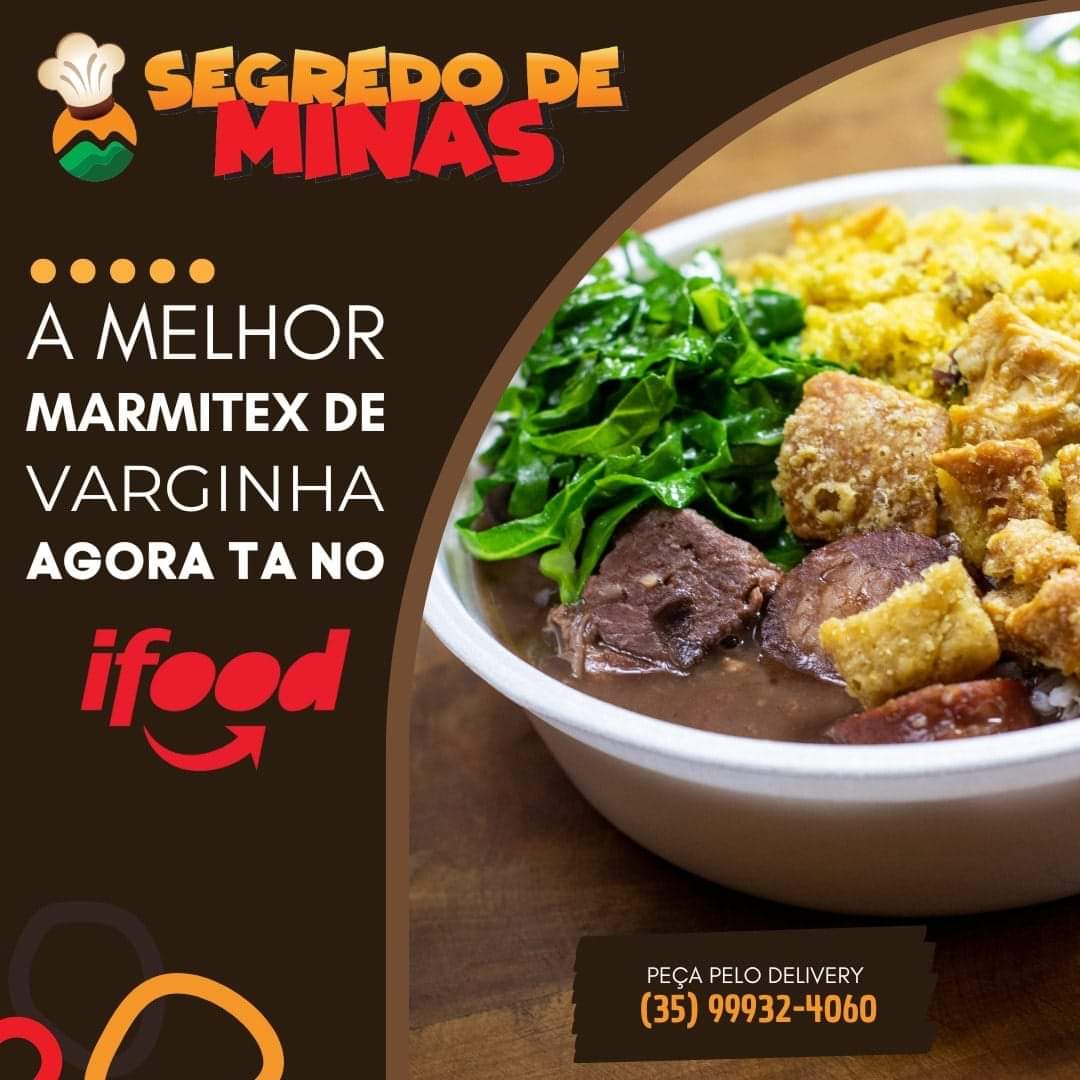 SEGREDO DE
MINAS
A MELHOR
MARMITEX DE
VARGINHA
AGORA TA NO
ifood
PEÇA PELO DELIVERY
(35) 99932-4060